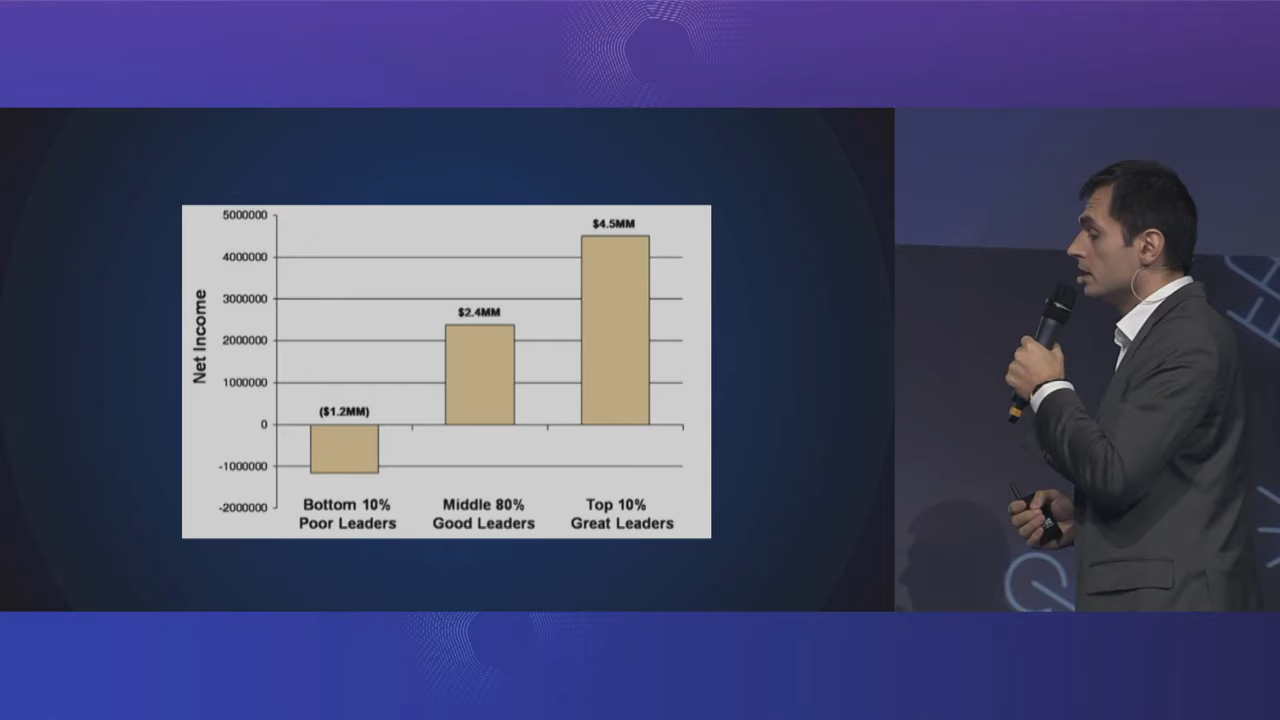 5000000
4000000
3000000
2000000
1000000
0
-1000000
-2000000
Net Income
($1.2MM)
$2.4MM
$4.5MM
Bottom 10%
Poor Leaders
Middle 80%
Good Leaders
Top 10%
Great Leaders